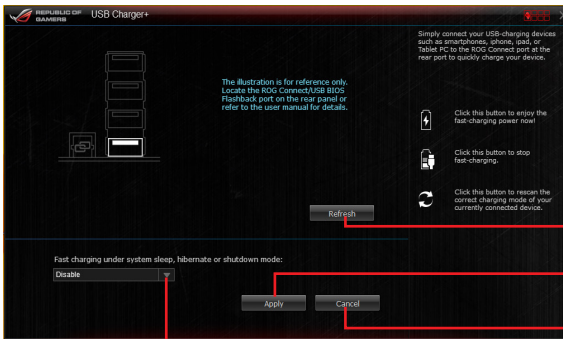 REPUBLIC OF
GAMERS
USB Charger+
Simply connect your USB-charging devices
such as smartphones, iphone, ipad, or
Tablet PC to the ROG Connect port at the
rear port to quickly charge your device.
The illustration is for reference only.
Locate the ROG Connect/USB BIOS
Flashback port on the rear panel or
refer to the user manual for details.
Click this button to enjoy the
fast-charging power now!
Click this button to stop
fast-charging.
Click this button to rescan the
correct charging mode of your
currently connected device.
Refresh
Fast charging under system sleep, hibernate or shutdown mode:
Disable
Apply
Cancel